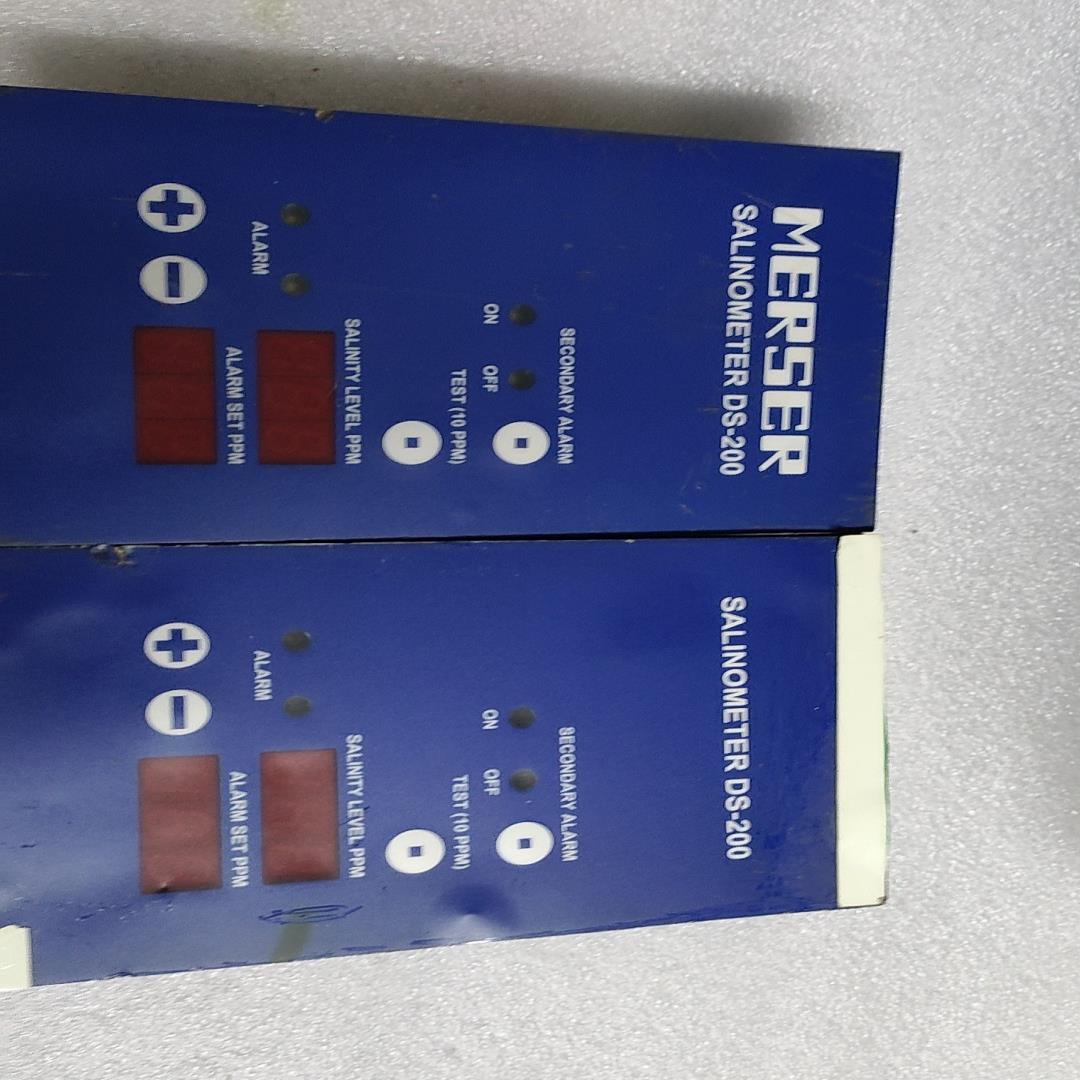 MERSER
SALINOMETER DS-200
SECONDARY ALARM
ON OFF
TEST (10 PPM)
SALINITY LEVEL PPM
ALARM
ALARM SET PPM
SALINOMETER DS-200
SECONDARY ALARM
ON OFF
TEST (10 PPM)
SALINITY LEVEL PPM
ALARM
ALARM SET PPM